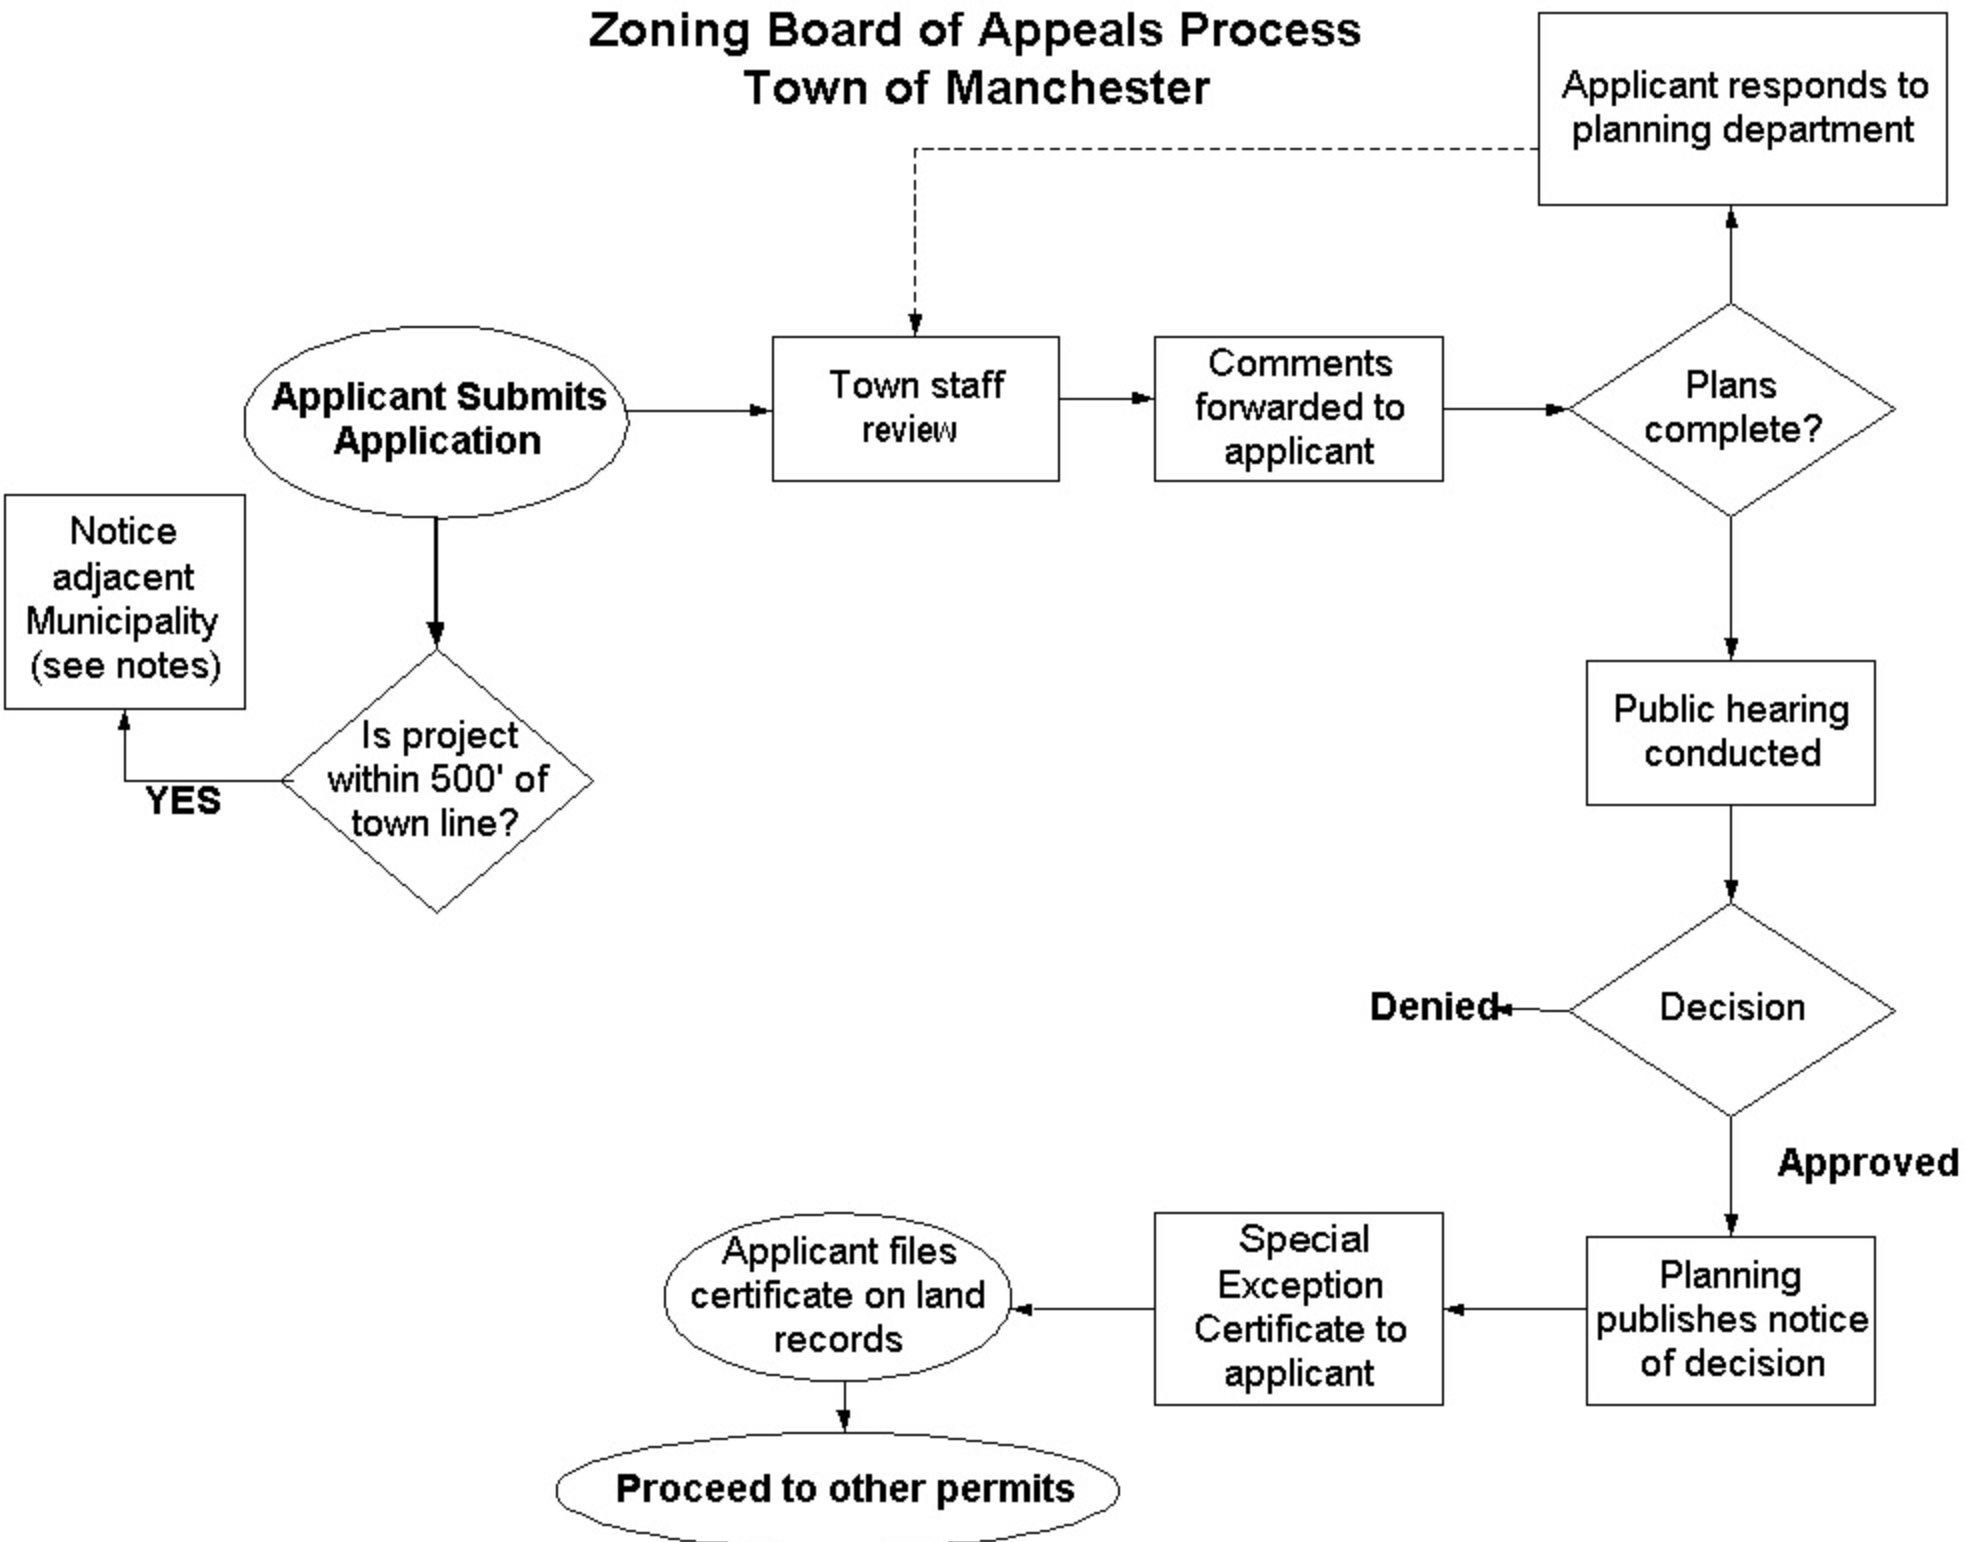 Zoning Board of Appeals Process
Town of Manchester
Applicant responds to
planning department
Applicant Submits
Application
Town staff
review
Comments
forwarded to
applicant
Plans
complete?
Notice
adjacent
Municipality
(see notes)
Is project
within 500' of
town line?
YES
Public hearing
conducted
Decision
Denied
Approved
Planning
publishes notice
of decision
Special
Exception
Certificate to
applicant
Applicant files
certificate on land
records
Proceed to other permits